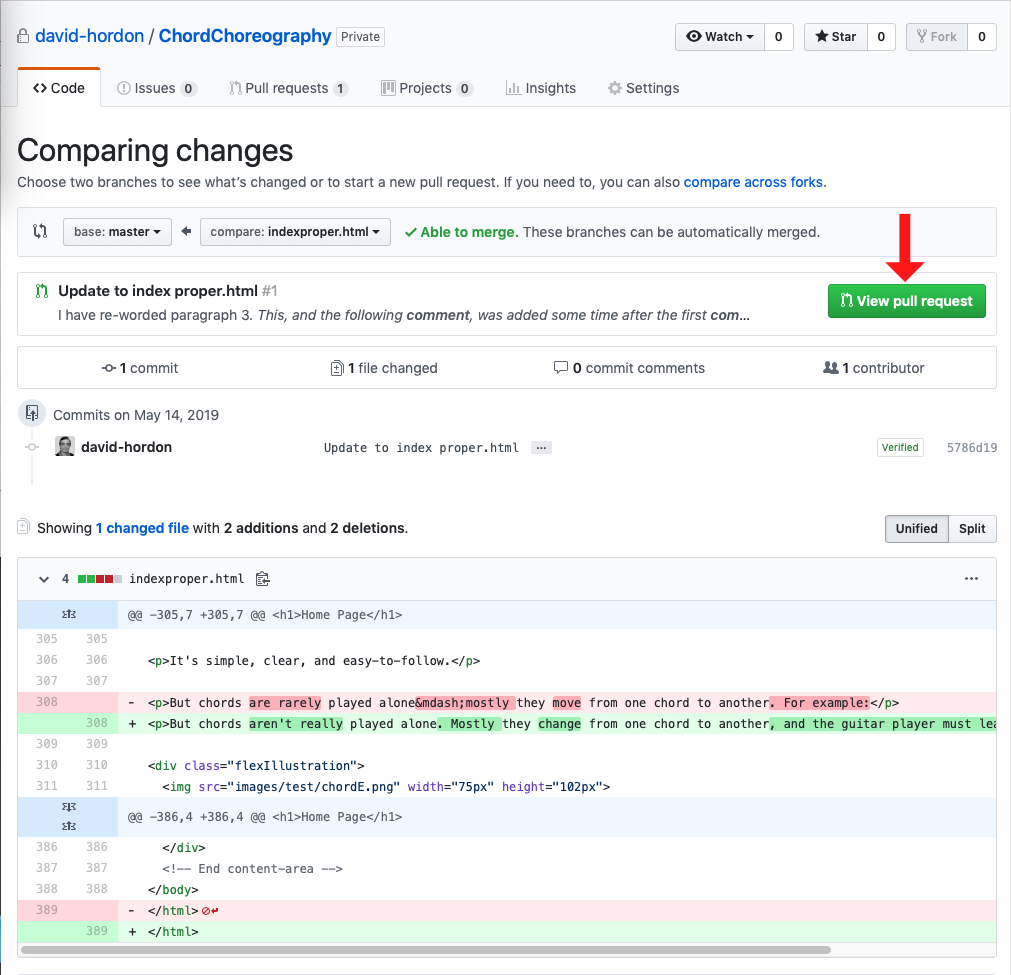 david-hordon / ChordChoreography Private
Watch 0 Star 0 Fork 0
Code Issues 0 Pull requests 1 Projects 0 Insights Settings
Comparing changes
Choose two branches to see what's changed or to start a new pull request. If you need to, you can also compare across forks.
base: master compare: indexproper.html Able to merge. These branches can be automatically merged.
Update to index proper.html #1
I have re-worded paragraph 3. This, and the following comment, was added some time after the first com…
View pull request
1 commit 1 file changed 0 commit comments 1 contributor
Commits on May 14, 2019
david-hordon Update to index proper.html … Verified 5786d19
Showing 1 changed file with 2 additions and 2 deletions.
Unified Split
4 indexproper.html
@@ -305,7 +305,7 @@ <h1>Home Page</h1>
305 305
306 306 <p>It's simple, clear, and easy-to-follow.</p>
307 307
308 - <p>But chords are rarely played alone&mdash;mostly they move from one chord to another. For example:</p>
308 + <p>But chords aren't really played alone. Mostly they change from one chord to another, and the guitar player must lea
309 309
310 310 <div class="flexIllustration">
311 311 <img src="images/test/chordE.png" width="75px" height="102px">
@@ -386,4 +386,4 @@ <h1>Home Page</h1>
386 386 </div>
387 387 <!-- End content-area -->
388 388 </body>
389 - </html>
389 + </html>